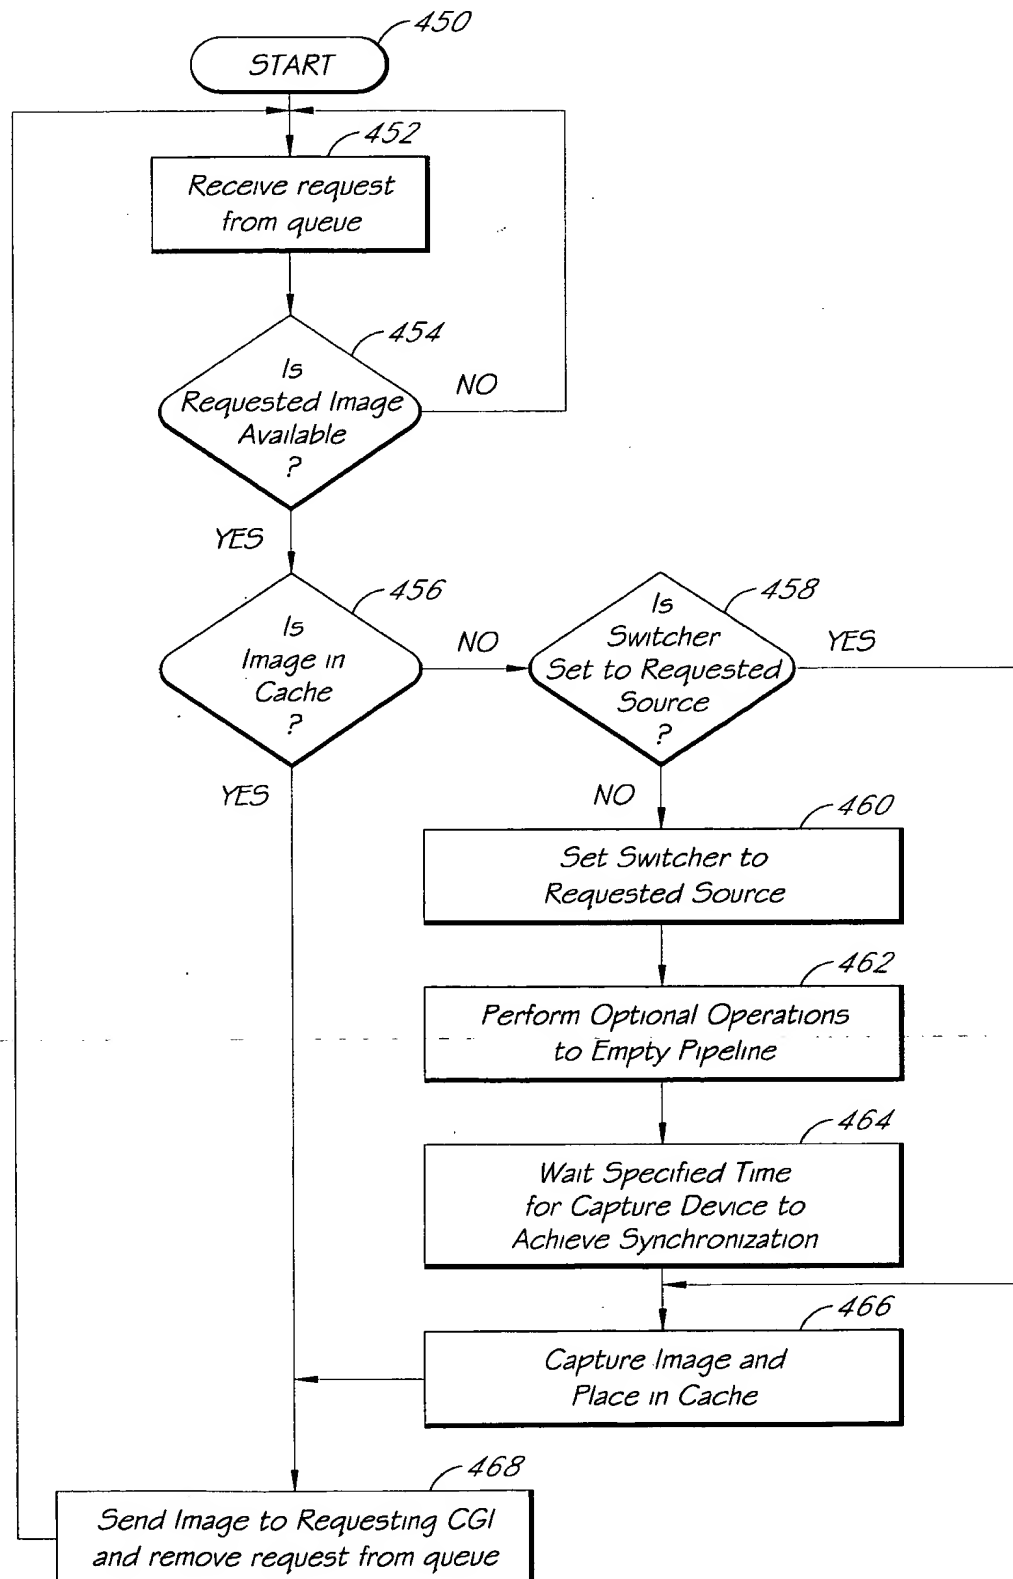 450
START
452
Receive request
from queue
454
Is
Requested Image
Available
?
NO
YES
456
Is
Image in
Cache
?
NO
YES
458
Is
Switcher
Set to Requested
Source
?
YES
NO
460
Set Switcher to
Requested Source
462
Perform Optional Operations
to Empty Pipeline
464
Wait Specified Time
for Capture Device to
Achieve Synchronization
466
Capture Image and
Place in Cache
468
Send Image to Requesting CGI
and remove request from queue